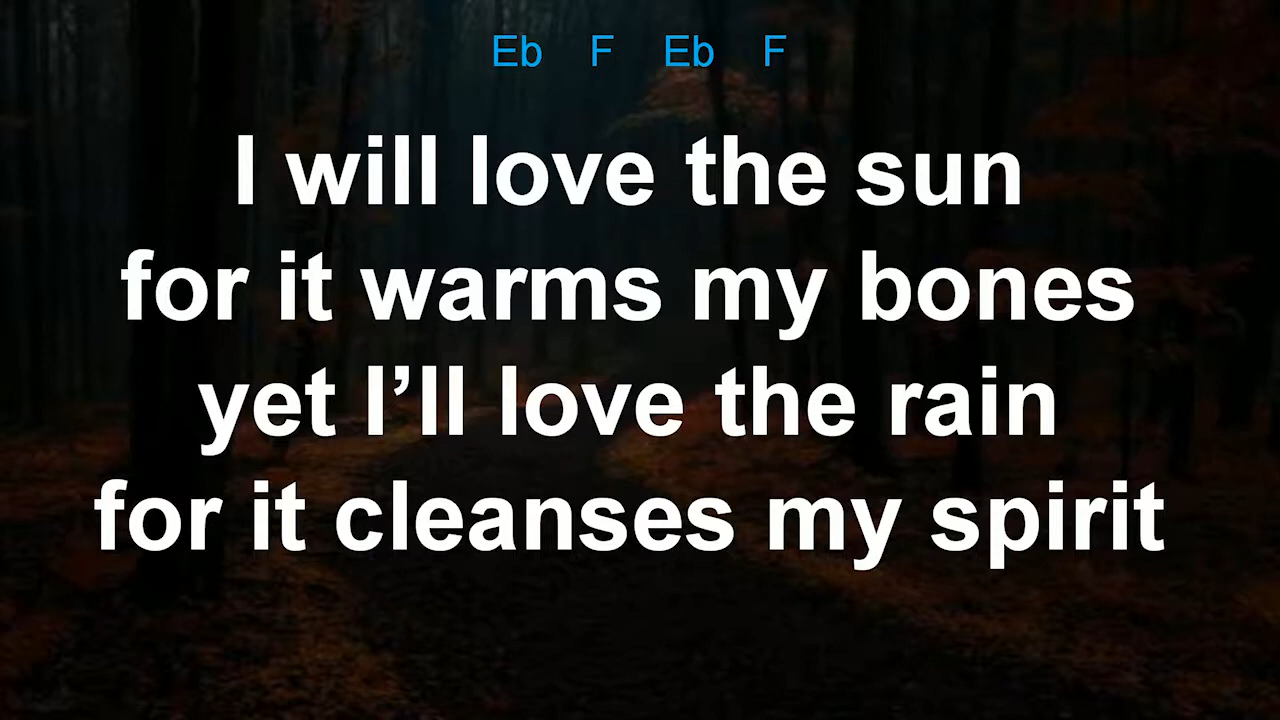 Eb F Eb F
I will love the sun
for it warms my bones
yet I’ll love the rain
for it cleanses my spirit